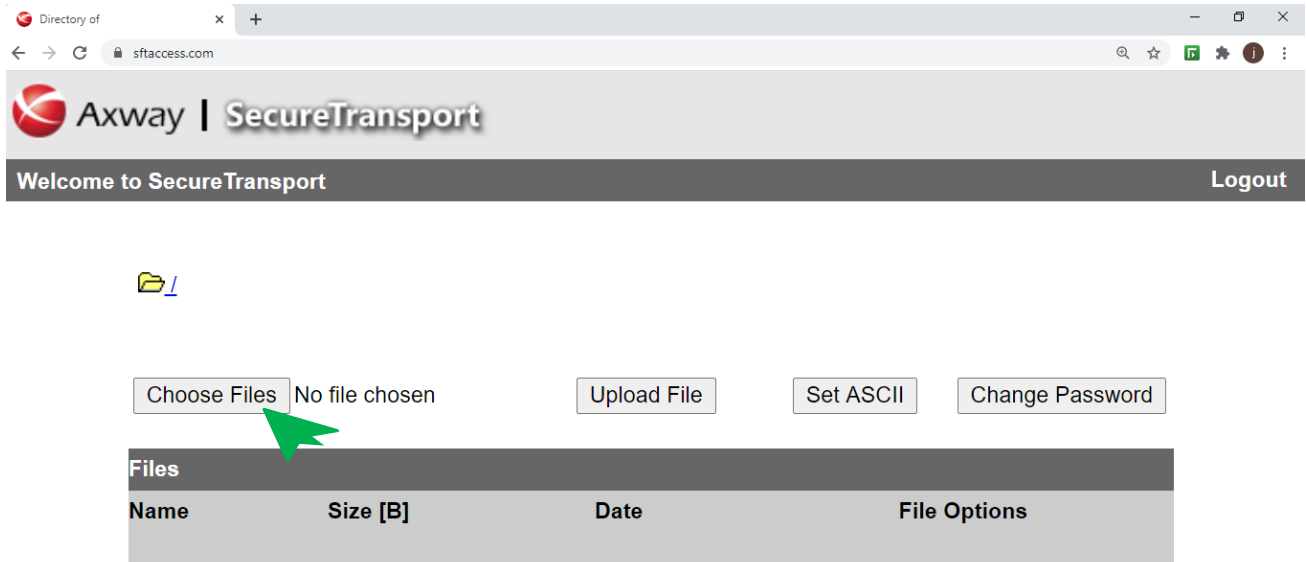 Directory of
sftaccess.com
j
Axway | SecureTransport
Welcome to SecureTransport Logout
/
Choose Files No file chosen Upload File Set ASCII Change Password
Files
Name Size [B] Date File Options